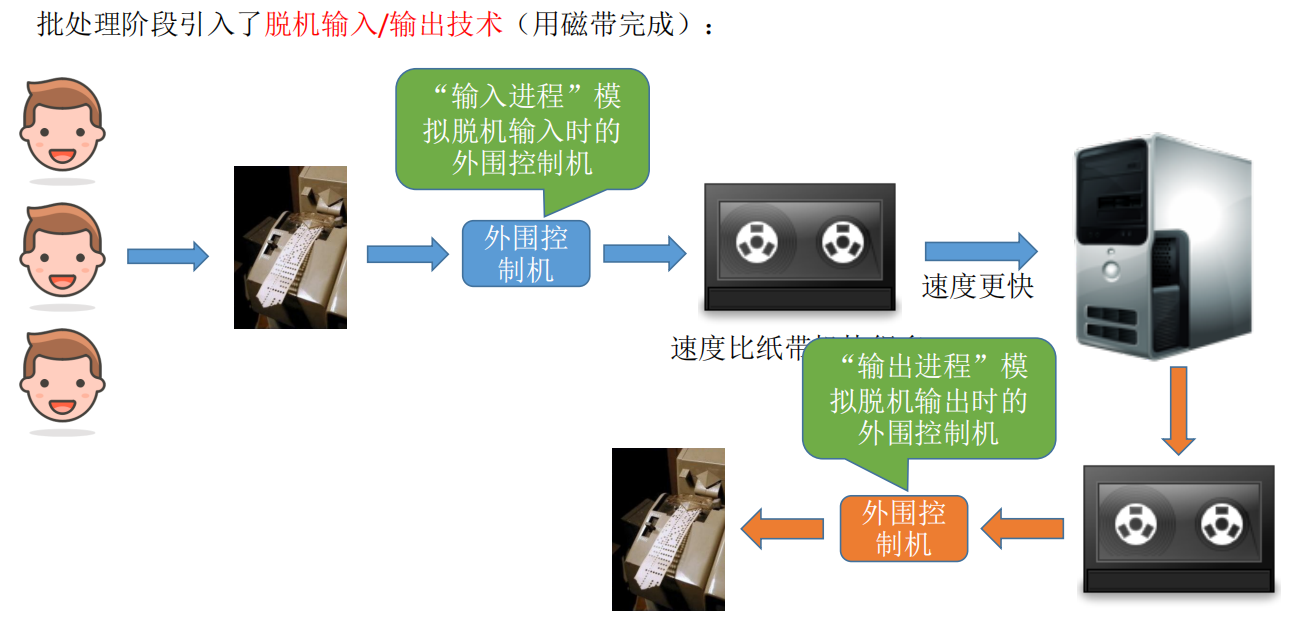 批处理阶段引入了脱机输入/输出技术（用磁带完成）：
“输入进程”模
拟脱机输入时的
外围控制机
外围控
制机
速度更快
速度比纸带
“输出进程”模
拟脱机输出时的
外围控制机
外围控
制机